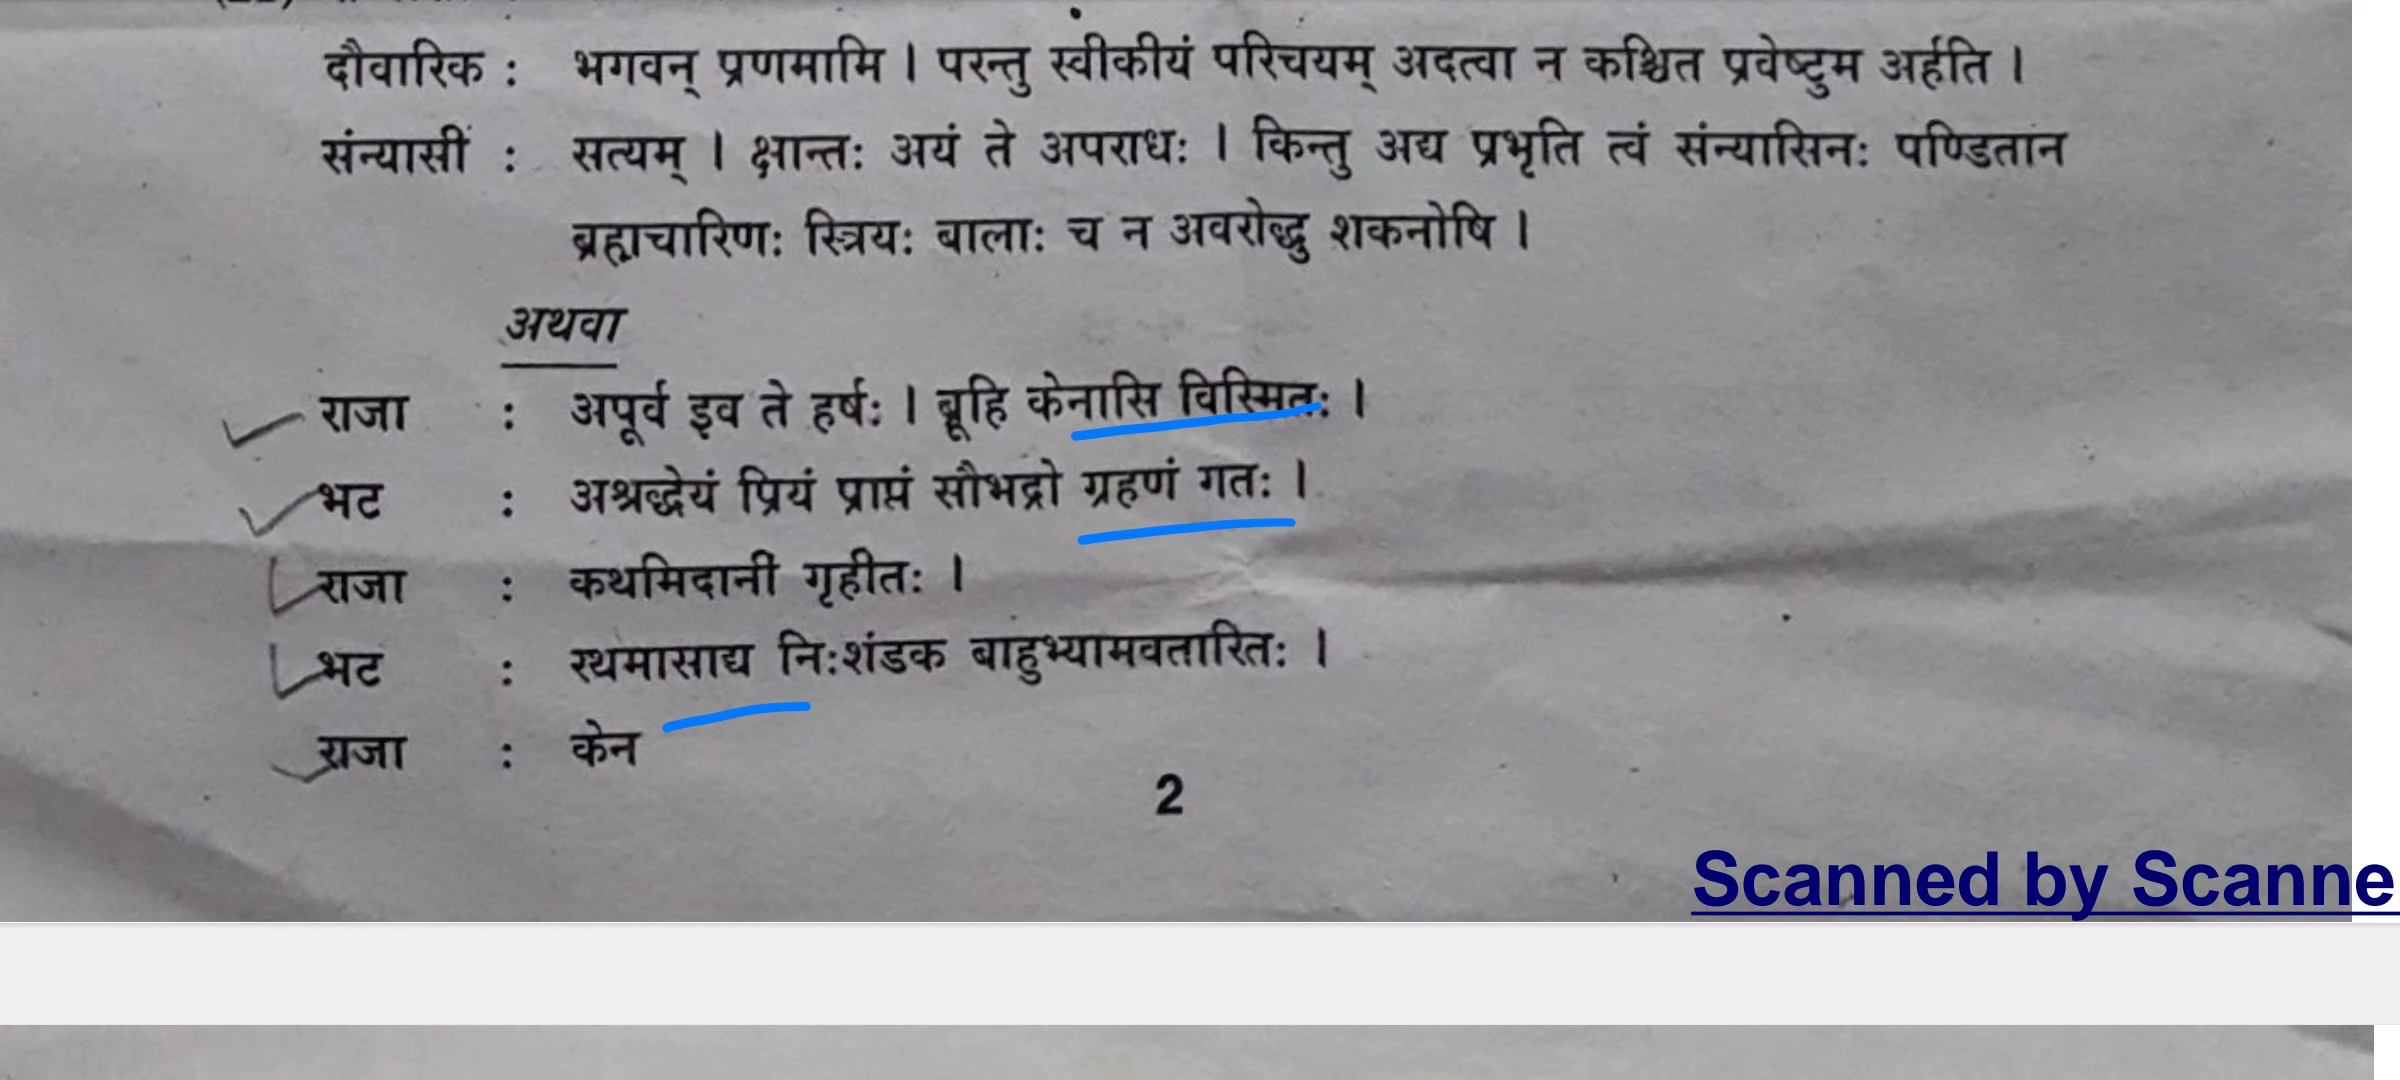 दौवारिक : भगवन् प्रणमामि । परन्तु स्वीकीयं परिचयम् अदत्वा न कश्चित प्रवेष्टुम अर्हति ।
संन्यासी : सत्यम् । क्षान्तः अयं ते अपराधः । किन्तु अद्य प्रभृति त्वं संन्यासिनः पण्डितान
ब्रह्मचारिणः स्त्रियः बालाः च न अवरोद्धु शकनोषि ।
अथवा
राजा : अपूर्व इव ते हर्षः । ब्रूहि केनासि विस्मितः ।
भट : अश्रद्धेयं प्रियं प्राप्तं सौभद्रो ग्रहणं गतः ।
राजा : कथमिदानीं गृहीतः ।
भट : रथमासाद्य निःशंडक बाहुभ्यामवतारितः ।
राजा : केन
2
Scanned by Scanne